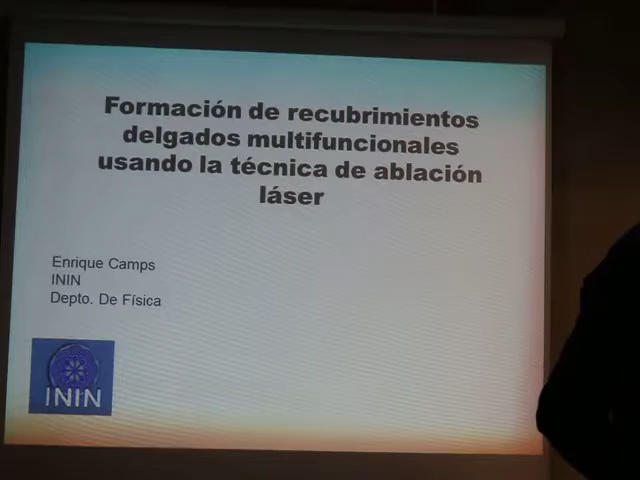 Formación de recubrimientos
delgados multifuncionales
usando la técnica de ablación
láser
Enrique Camps
ININ
Depto. De Física
ININ